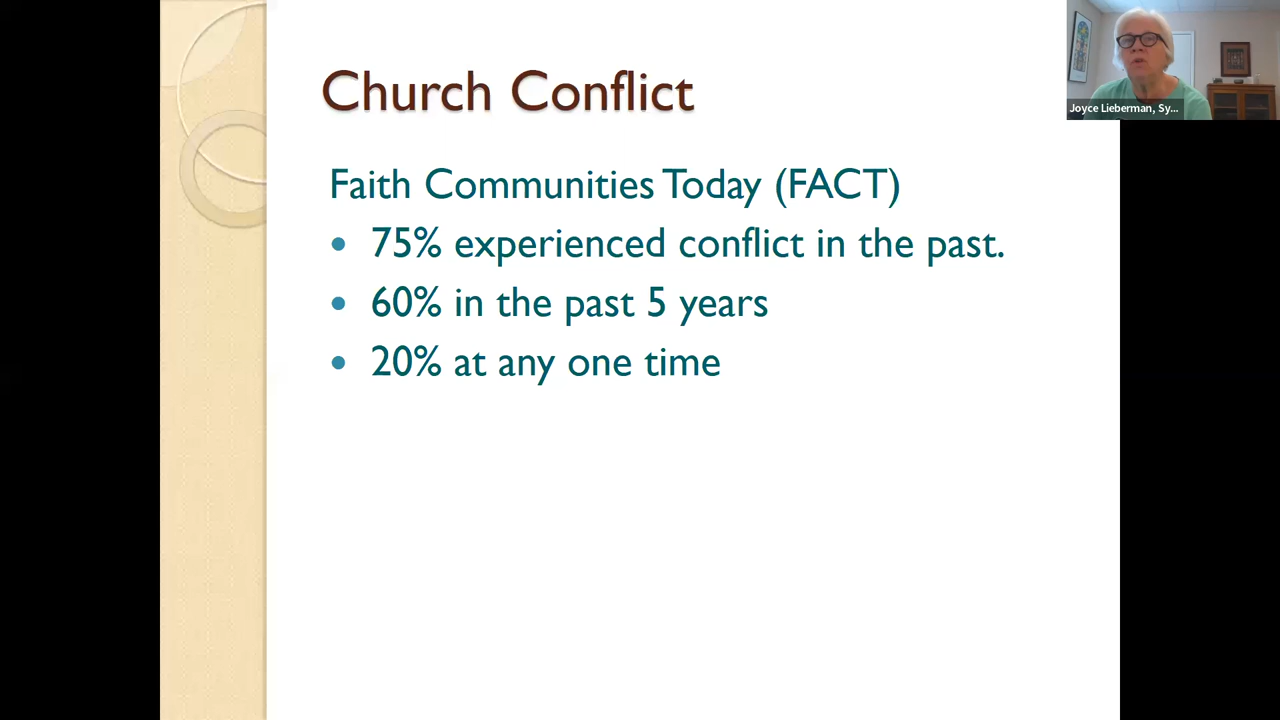 Church Conflict
Joyce Lieberman, Sy...
Faith Communities Today (FACT)
• 75% experienced conflict in the past.
• 60% in the past 5 years
• 20% at any one time